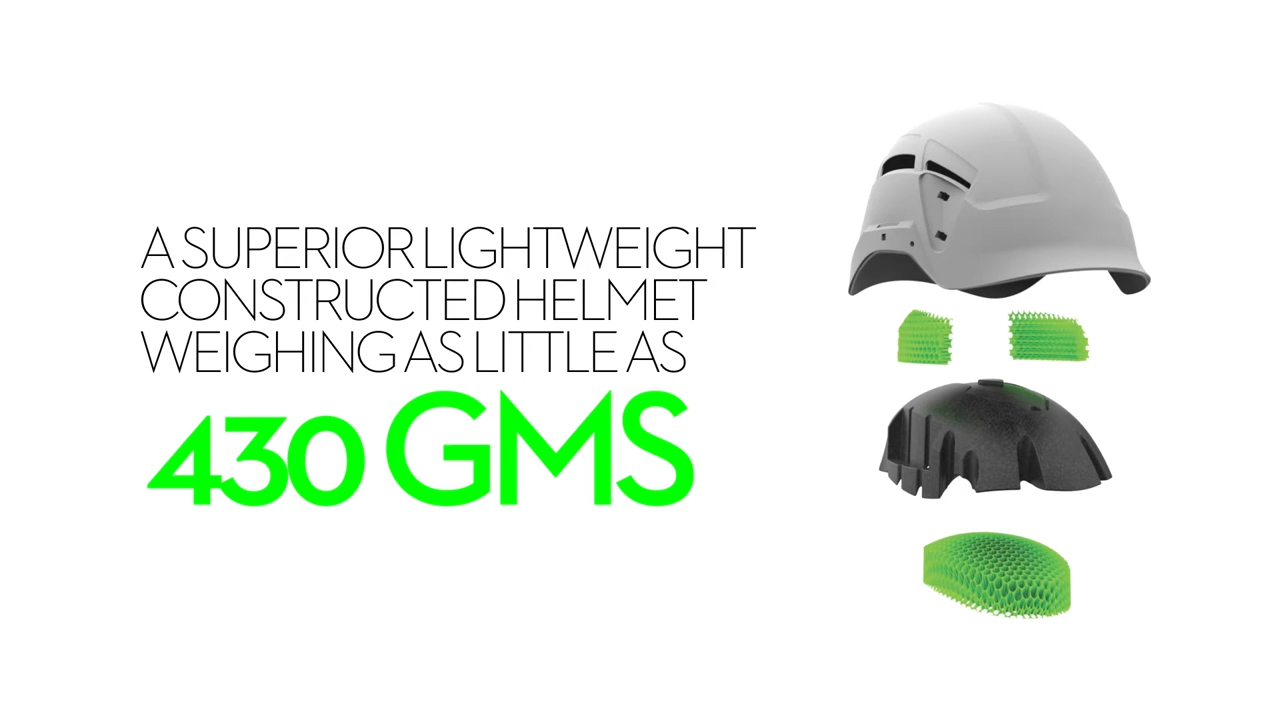 A SUPERIOR LIGHTWEIGHT
CONSTRUCTED HELMET
WEIGHING AS LITTLE AS
430 GMS